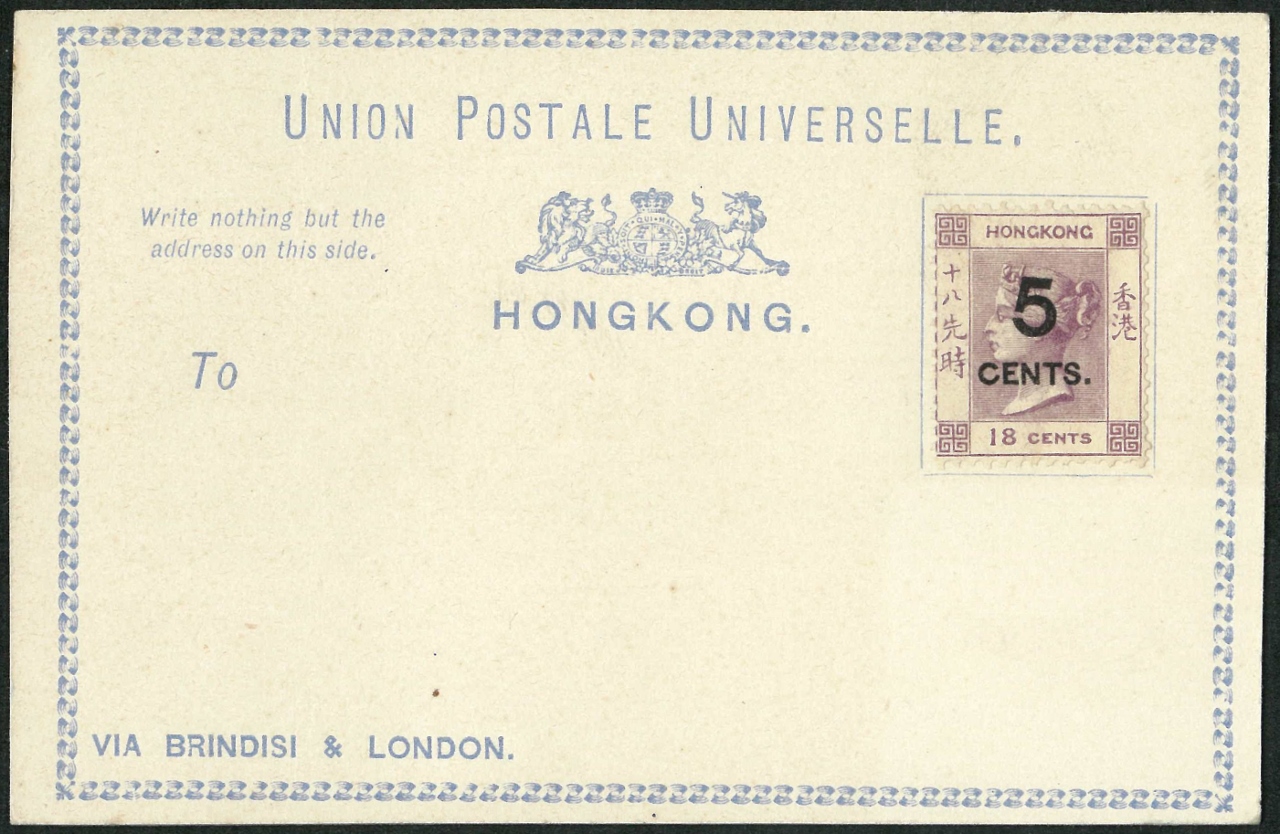 UNION POSTALE UNIVERSELLE.
Write nothing but the
address on this side.
HONGKONG.
To
HONGKONG
十八先時
香港
5
CENTS.
18 CENTS
VIA BRINDISI & LONDON.